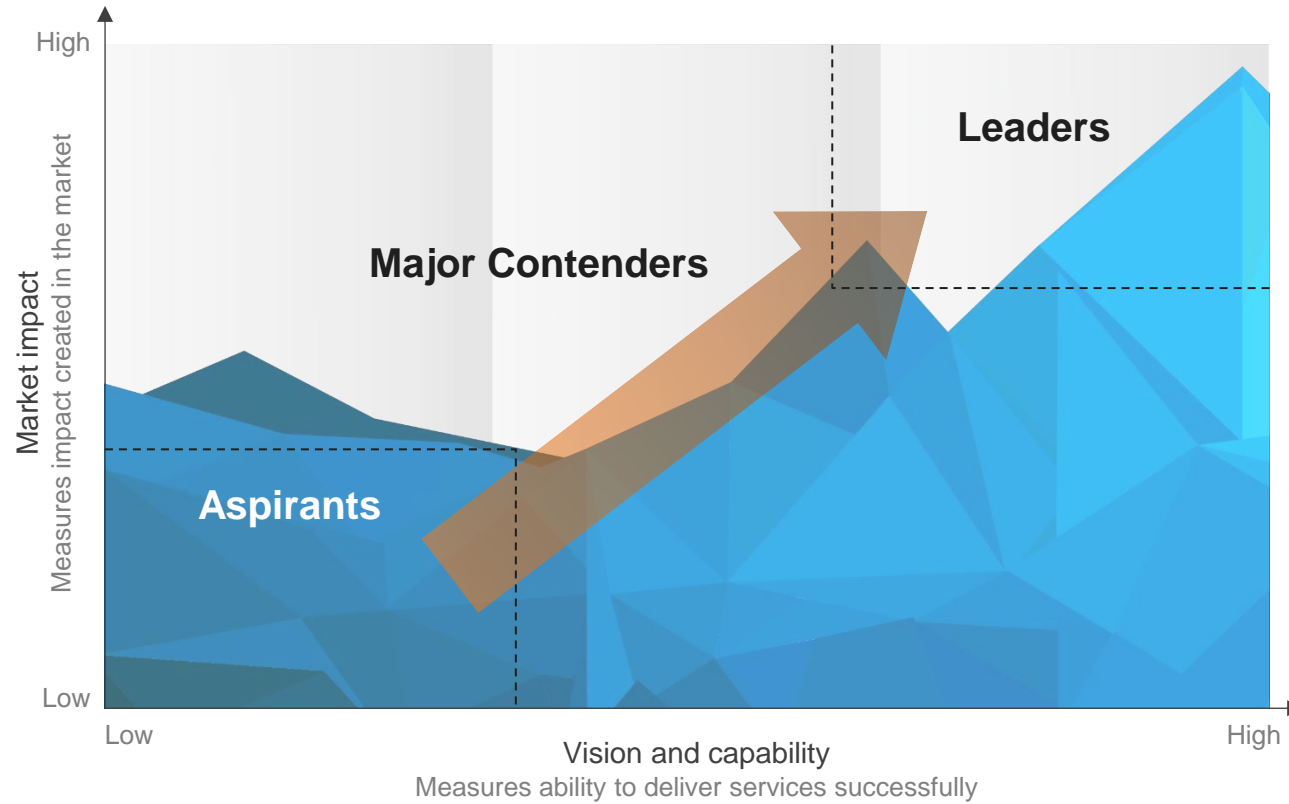 High
Leaders
Major Contenders
Market impact
Measures impact created in the market
Aspirants
Low
Low
High
Vision and capability
Measures ability to deliver services successfully